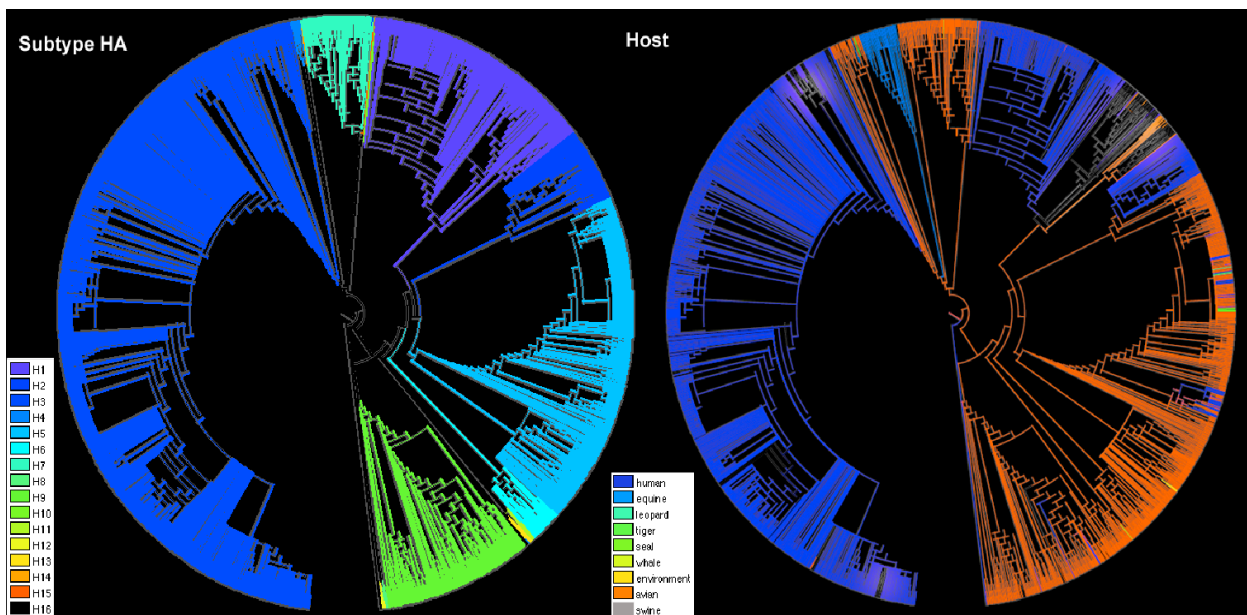 Subtype HA
Host
H1
H2
H3
H4
H5
H6
H7
H8
H9
H10
H11
H12
H13
H14
H15
H16
human
equine
leopard
tiger
seal
whale
environment
avian
swine